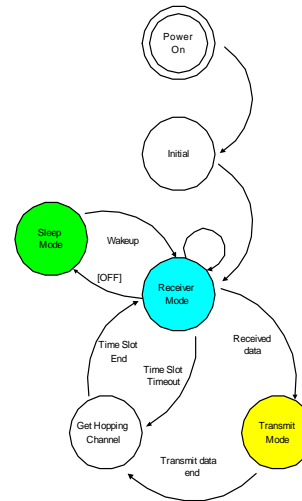 Power
On
Initial
Sleep
Mode
Wakeup
[OFF]
Receiver
Mode
Time Slot
End
Time Slot
Timeout
Received
data
Get Hopping
Channel
Transmit
Mode
Transmit data
end